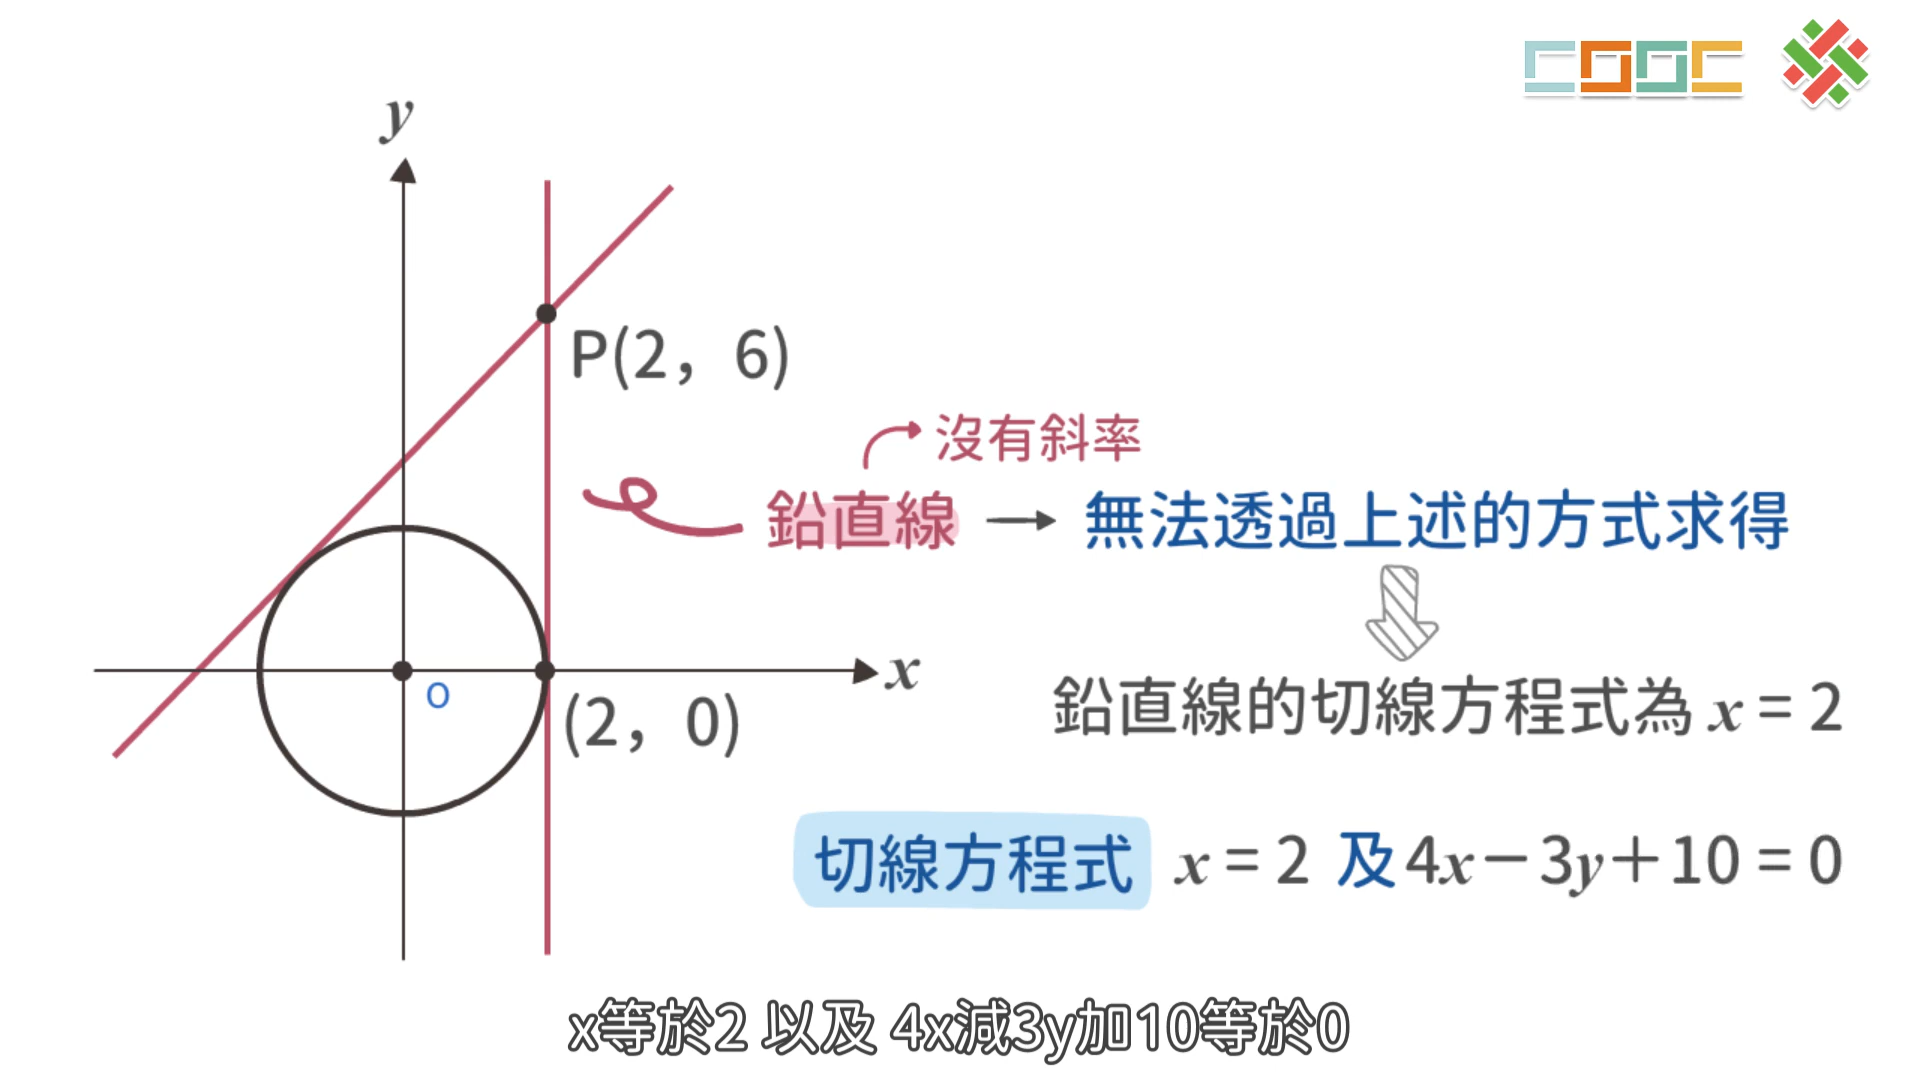 COOC
y
P(2, 6)
沒有斜率
鉛直線 → 無法透過上述的方式求得
x
O
(2, 0)
鉛直線的切線方程式為 x = 2
切線方程式 x = 2 及 4x－3y＋10 = 0
x等於2 以及 4x減3y加10等於0